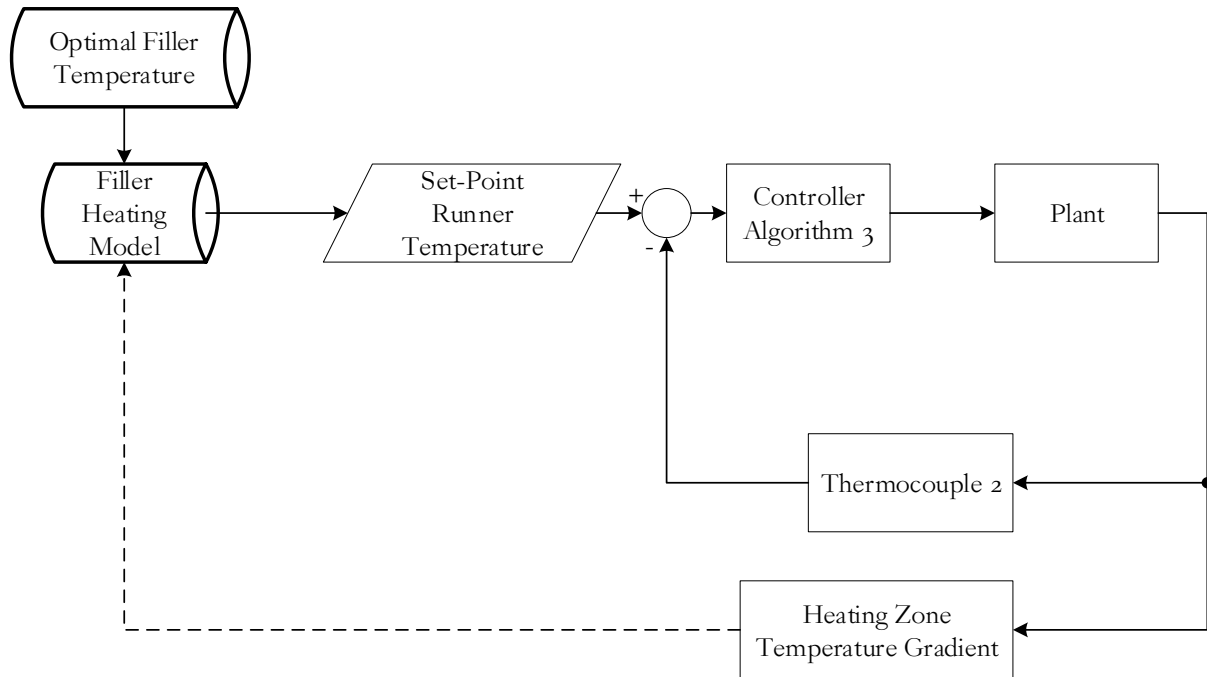 Optimal Filler
Temperature
Filler
Heating
Model
Set-Point
Runner
Temperature
+
-
Controller
Algorithm 3
Plant
Thermocouple 2
Heating Zone
Temperature Gradient